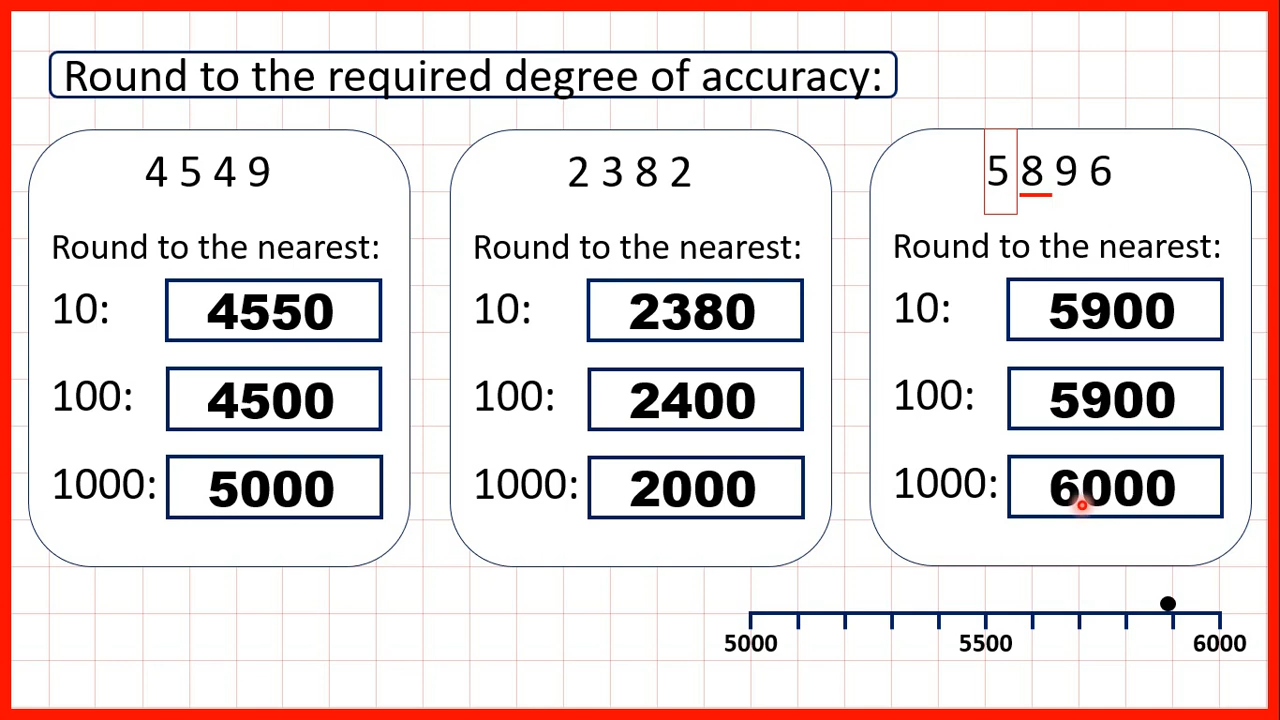 Round to the required degree of accuracy:
4 5 4 9
Round to the nearest:
10: 4550
100: 4500
1000: 5000
2 3 8 2
Round to the nearest:
10: 2380
100: 2400
1000: 2000
5 8 9 6
Round to the nearest:
10: 5900
100: 5900
1000: 6000
5000 5500 6000